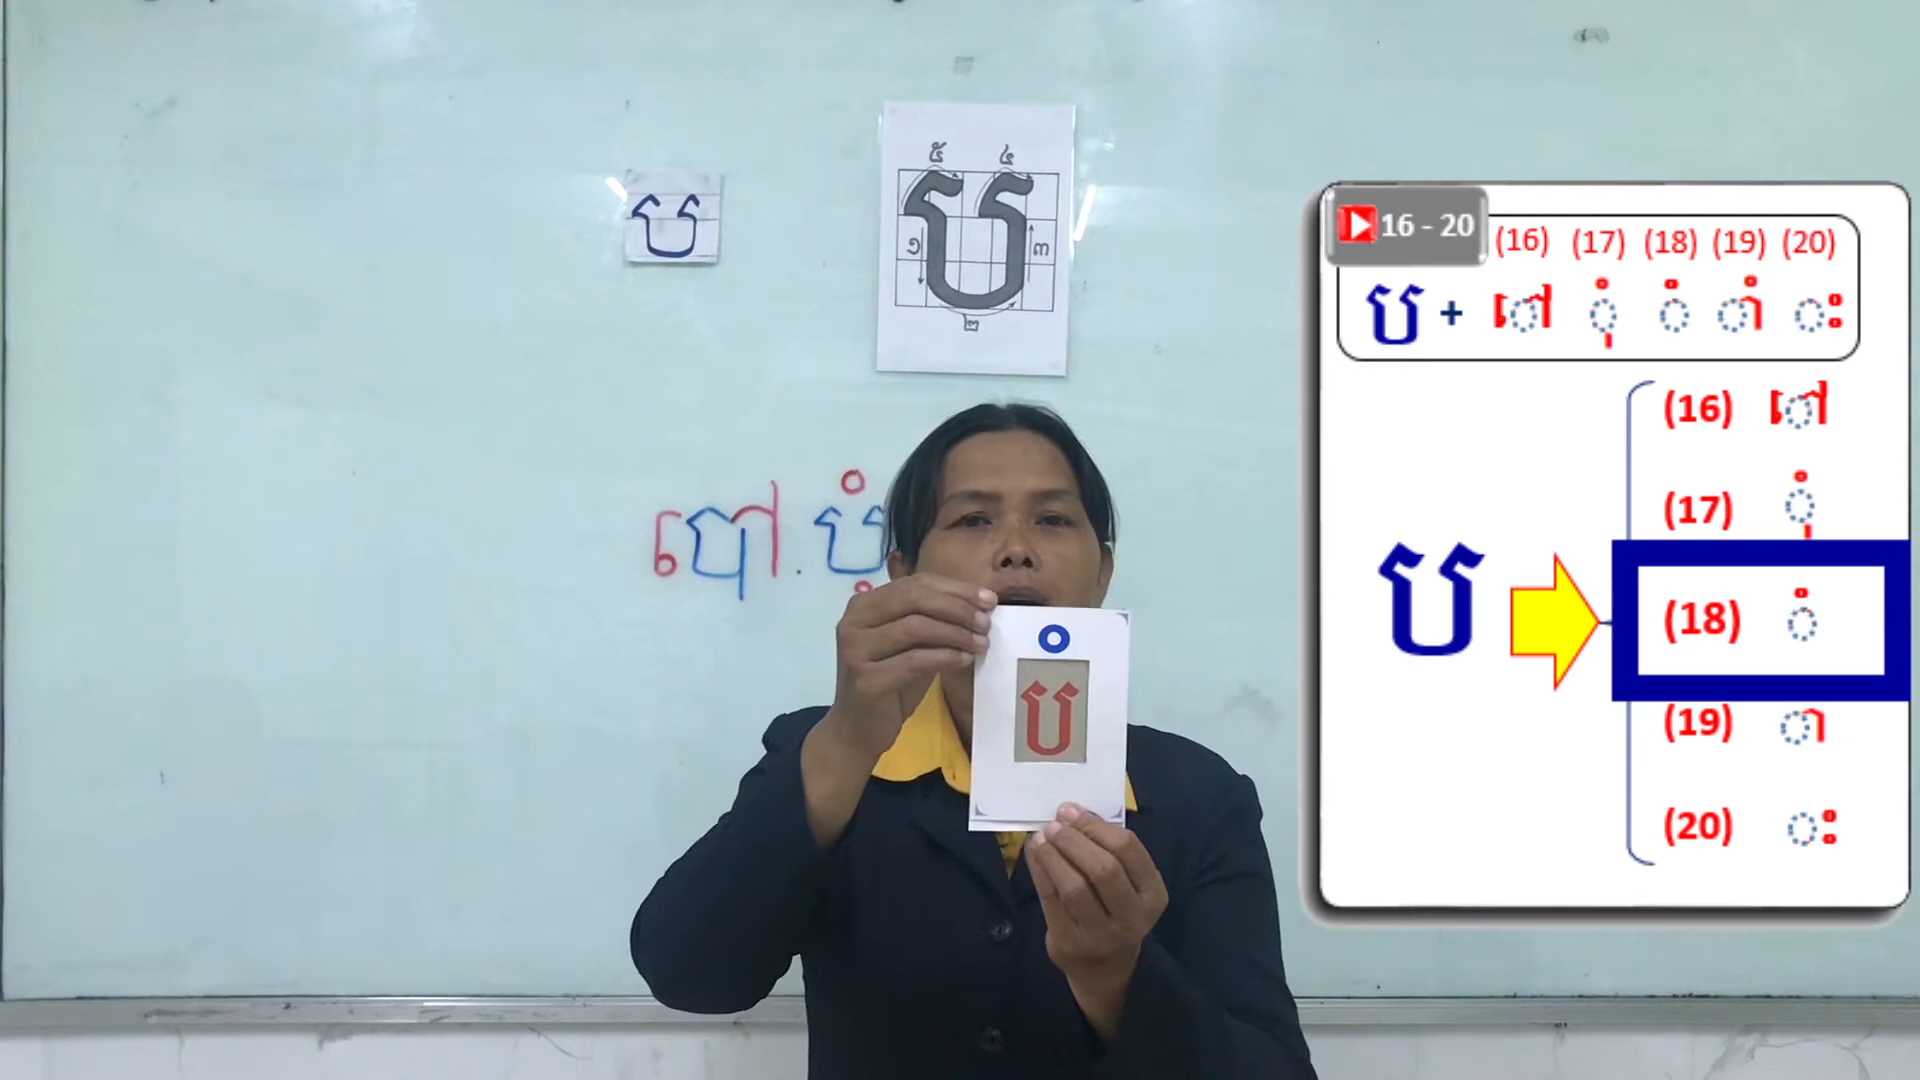 ប
៥ ៤
១ ៣
២
បៅ . បុំ
បំ
16 - 20 (16) (17) (18) (19) (20)
ប + ៅ ុំ ំ ាំ ះ
(16) ៅ
(17) ុំ
ប (18) ំ
(19) ា
(20) ះ